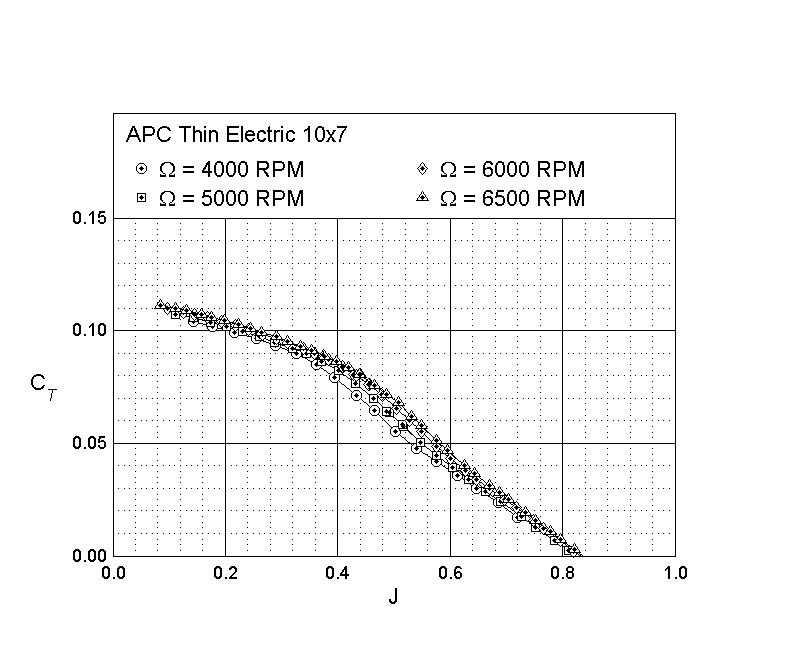 APC Thin Electric 10x7
Ω = 4000 RPM
Ω = 6000 RPM
Ω = 5000 RPM
Ω = 6500 RPM
0.15
0.10
C_T
0.05
0.00
0.0 0.2 0.4 0.6 0.8 1.0
J